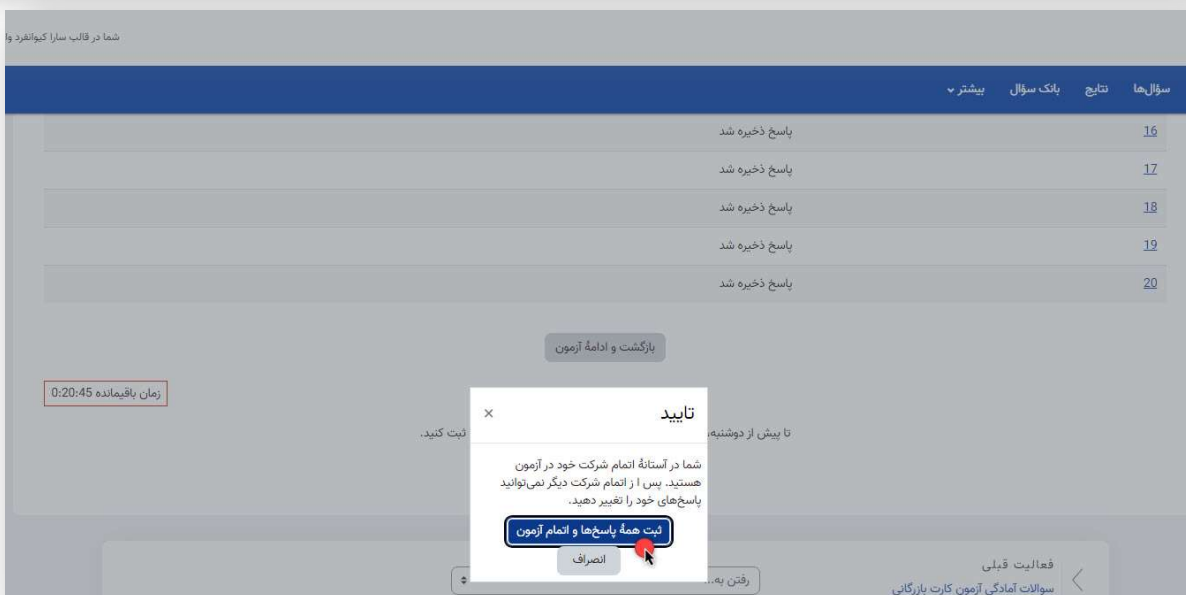 شما در قالب سارا کیوانفرد وا
سؤال‌ها نتایج بانک سؤال بیشتر
16 پاسخ ذخیره شد
17 پاسخ ذخیره شد
18 پاسخ ذخیره شد
19 پاسخ ذخیره شد
20 پاسخ ذخیره شد
بازگشت و ادامهٔ آزمون
زمان باقیمانده 0:20:45
تا پیش از دوشنبه، ثبت کنید.
تایید ×
شما در آستانهٔ اتمام شرکت خود در آزمون
هستید. پس ا ز اتمام شرکت دیگر نمی‌توانید
پاسخ‌های خود را تغییر دهید.
ثبت همهٔ پاسخ‌ها و اتمام آزمون
انصراف
فعالیت قبلی
سوالات آمادگی آزمون کارت بازرگانی
رفتن به...